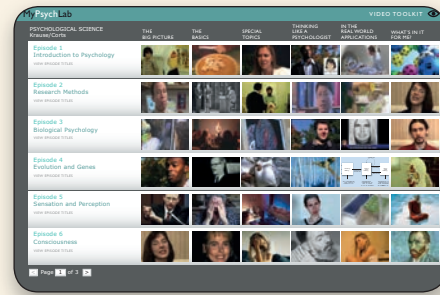 MyPsychLab
VIDEO TOOLKIT
PSYCHOLOGICAL SCIENCE
Krause/Corts
THE
BIG PICTURE
THE
BASICS
SPECIAL
TOPICS
THINKING
LIKE A
PSYCHOLOGIST
IN THE
REAL WORLD
APPLICATIONS
WHAT'S IN IT
FOR ME?
Episode 1
Introduction to Psychology
VIEW EPISODE TITLES
Episode 2
Research Methods
VIEW EPISODE TITLES
Episode 3
Biological Psychology
VIEW EPISODE TITLES
Episode 4
Evolution and Genes
VIEW EPISODE TITLES
Episode 5
Sensation and Perception
VIEW EPISODE TITLES
Episode 6
Consciousness
VIEW EPISODE TITLES
< Page 1 of 3 >